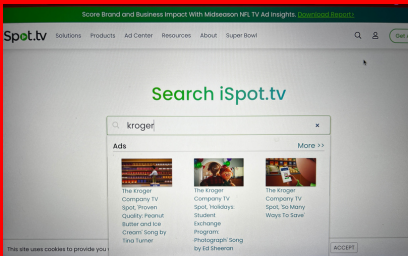 Score Brand and Business Impact With Midseason NFL TV Ad Insights. Download Report>
Spot.tv Solutions Products Ad Center Resources About Super Bowl Get
Search iSpot.tv
kroger ×
Ads More >>
The Kroger
Company TV
Spot, 'Proven
Quality: Peanut
Butter and Ice
Cream' Song by
Tina Turner
The Kroger
Company TV
Spot, 'Holidays:
Student
Exchange
Program:
Photograph' Song
by Ed Sheeran
The Kroger
Company TV
Spot, 'So Many
Ways To Save'
This site uses cookies to provide you
ACCEPT